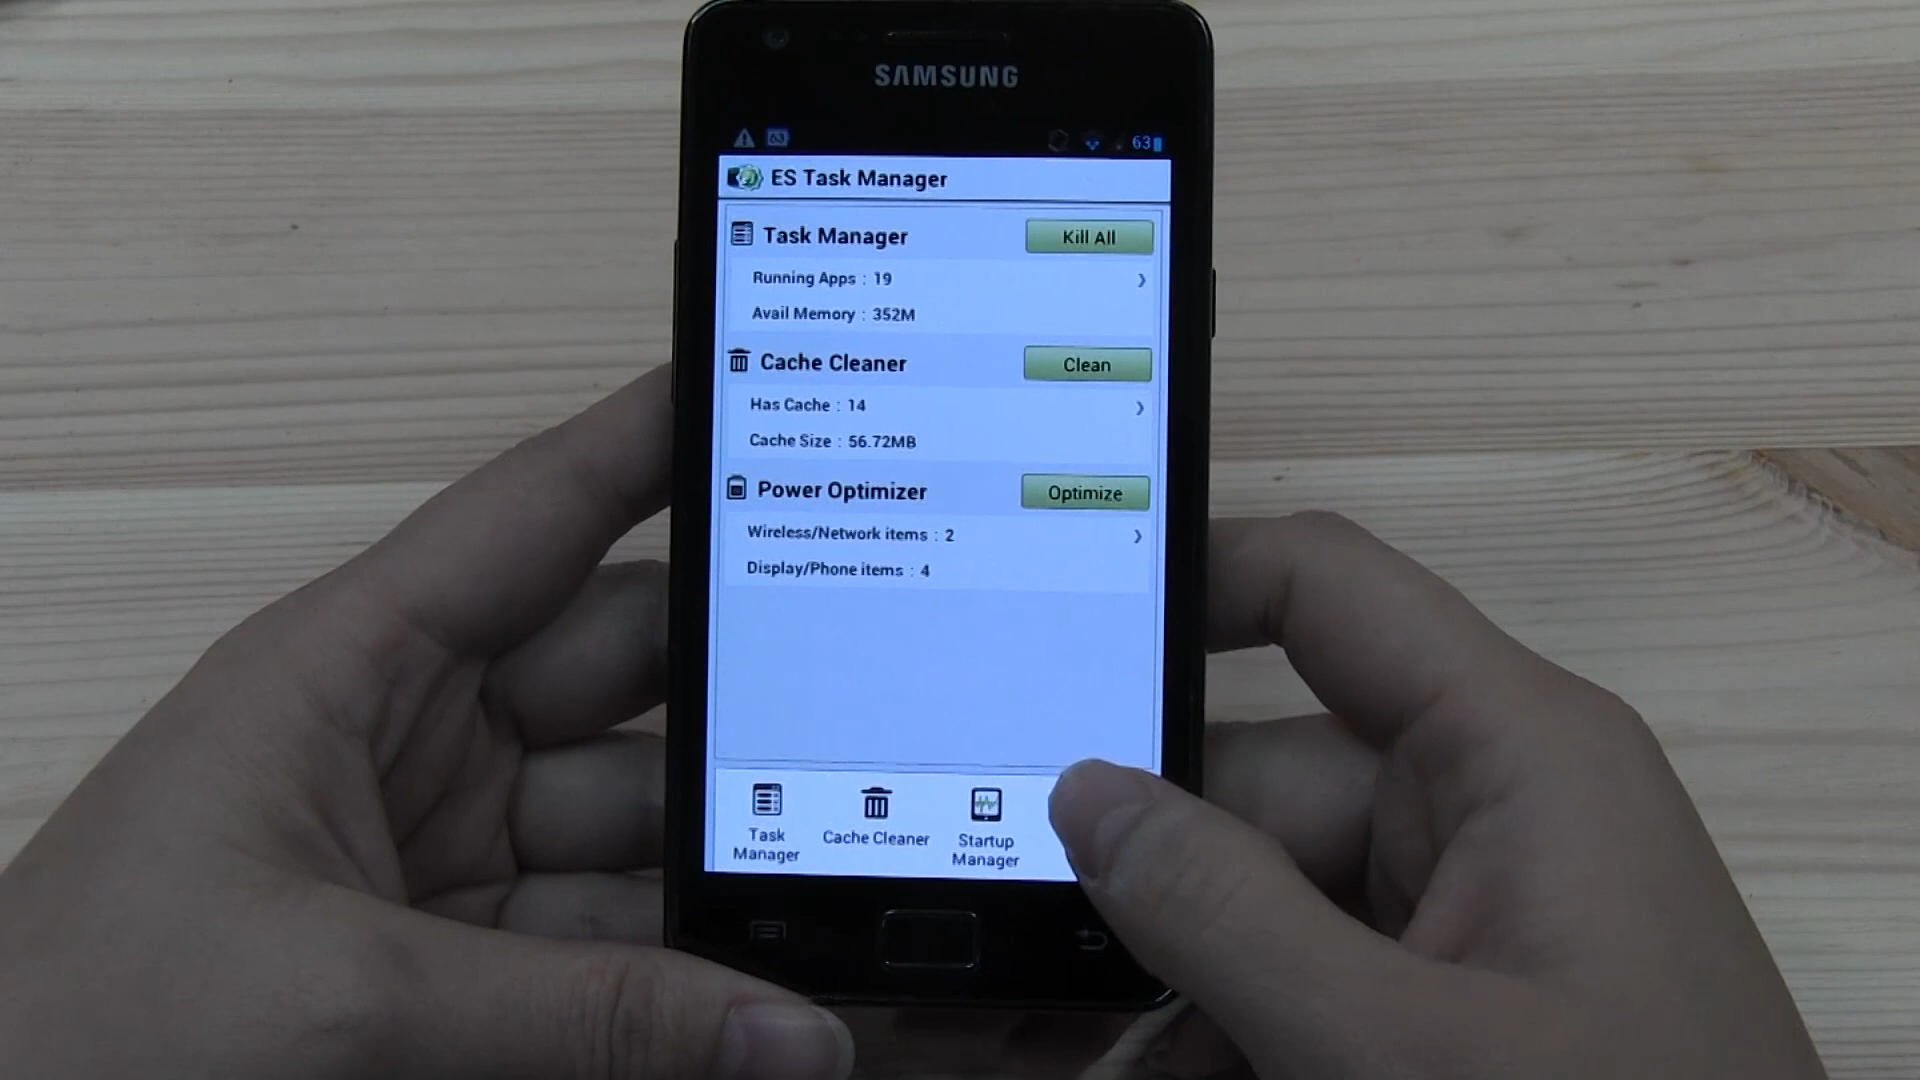 SAMSUNG
63 63
ES Task Manager
Task Manager Kill All
Running Apps : 19
Avail Memory : 352M
Cache Cleaner Clean
Has Cache : 14
Cache Size : 56.72MB
Power Optimizer Optimize
Wireless/Network items : 2
Display/Phone items : 4
Task Manager
Cache Cleaner
Startup Manager